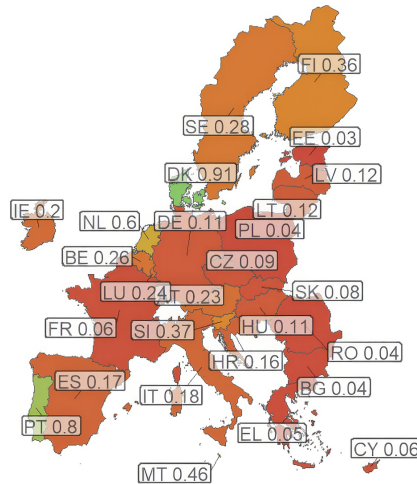 FI 0.36
SE 0.28
EE 0.03
DK 0.91
LV 0.12
IE 0.2
LT 0.12
NL 0.6
DE 0.11
PL 0.04
BE 0.26
CZ 0.09
LU 0.24
0.23
SK 0.08
FR 0.06
SI 0.37
HU 0.11
RO 0.04
HR 0.16
ES 0.17
IT 0.18
BG 0.04
PT 0.8
EL 0.05
CY 0.06
MT 0.46